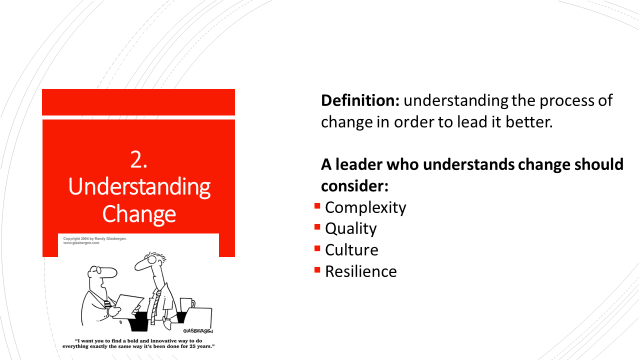 2.
Understanding
Change
Copyright 2004 by Randy Glasbergen.
www.glasbergen.com
GLASBERGEN
"I want you to find a bold and innovative way to do
everything exactly the same way it's been done for 25 years."
Definition: understanding the process of
change in order to lead it better.
A leader who understands change should
consider:
Complexity
Quality
Culture
Resilience